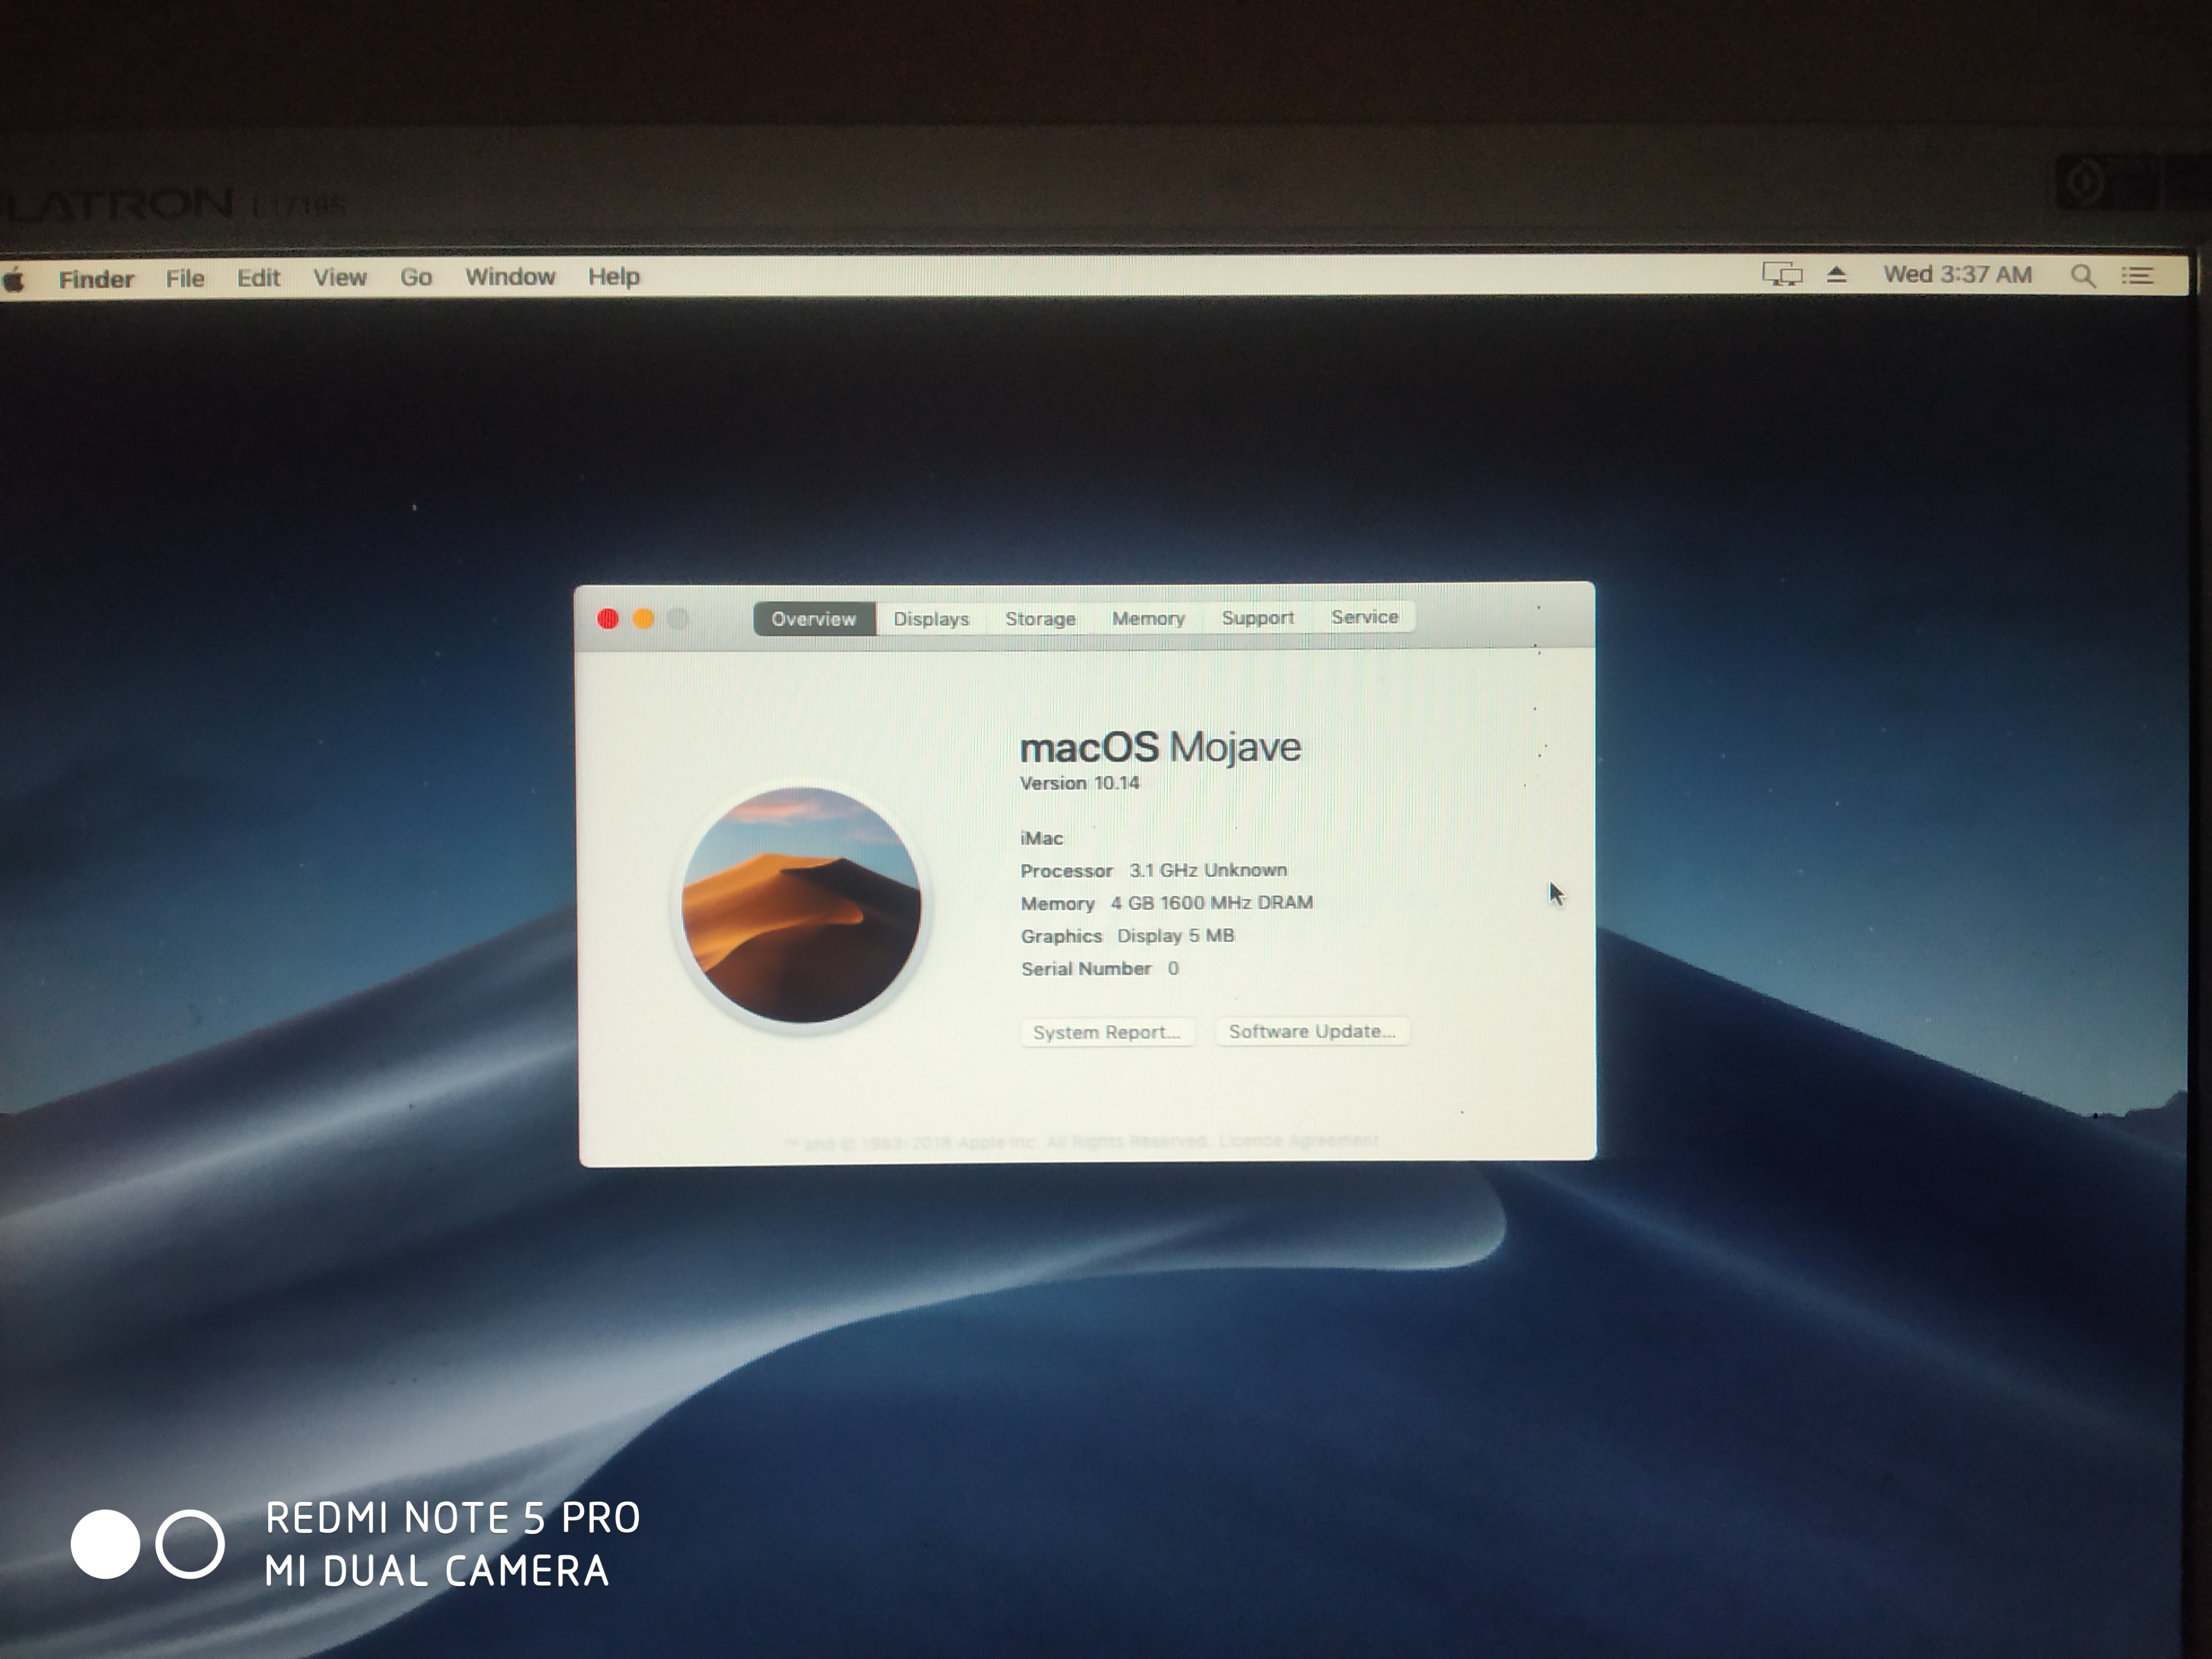 LATRON L1719S
Finder File Edit View Go Window Help Wed 3:37 AM
Overview Displays Storage Memory Support Service
macOS Mojave
Version 10.14
iMac
Processor 3.1 GHz Unknown
Memory 4 GB 1600 MHz DRAM
Graphics Display 5 MB
Serial Number 0
System Report... Software Update...
™ and © 1983-2018 Apple Inc. All Rights Reserved. Licence Agreement
REDMI NOTE 5 PRO
MI DUAL CAMERA